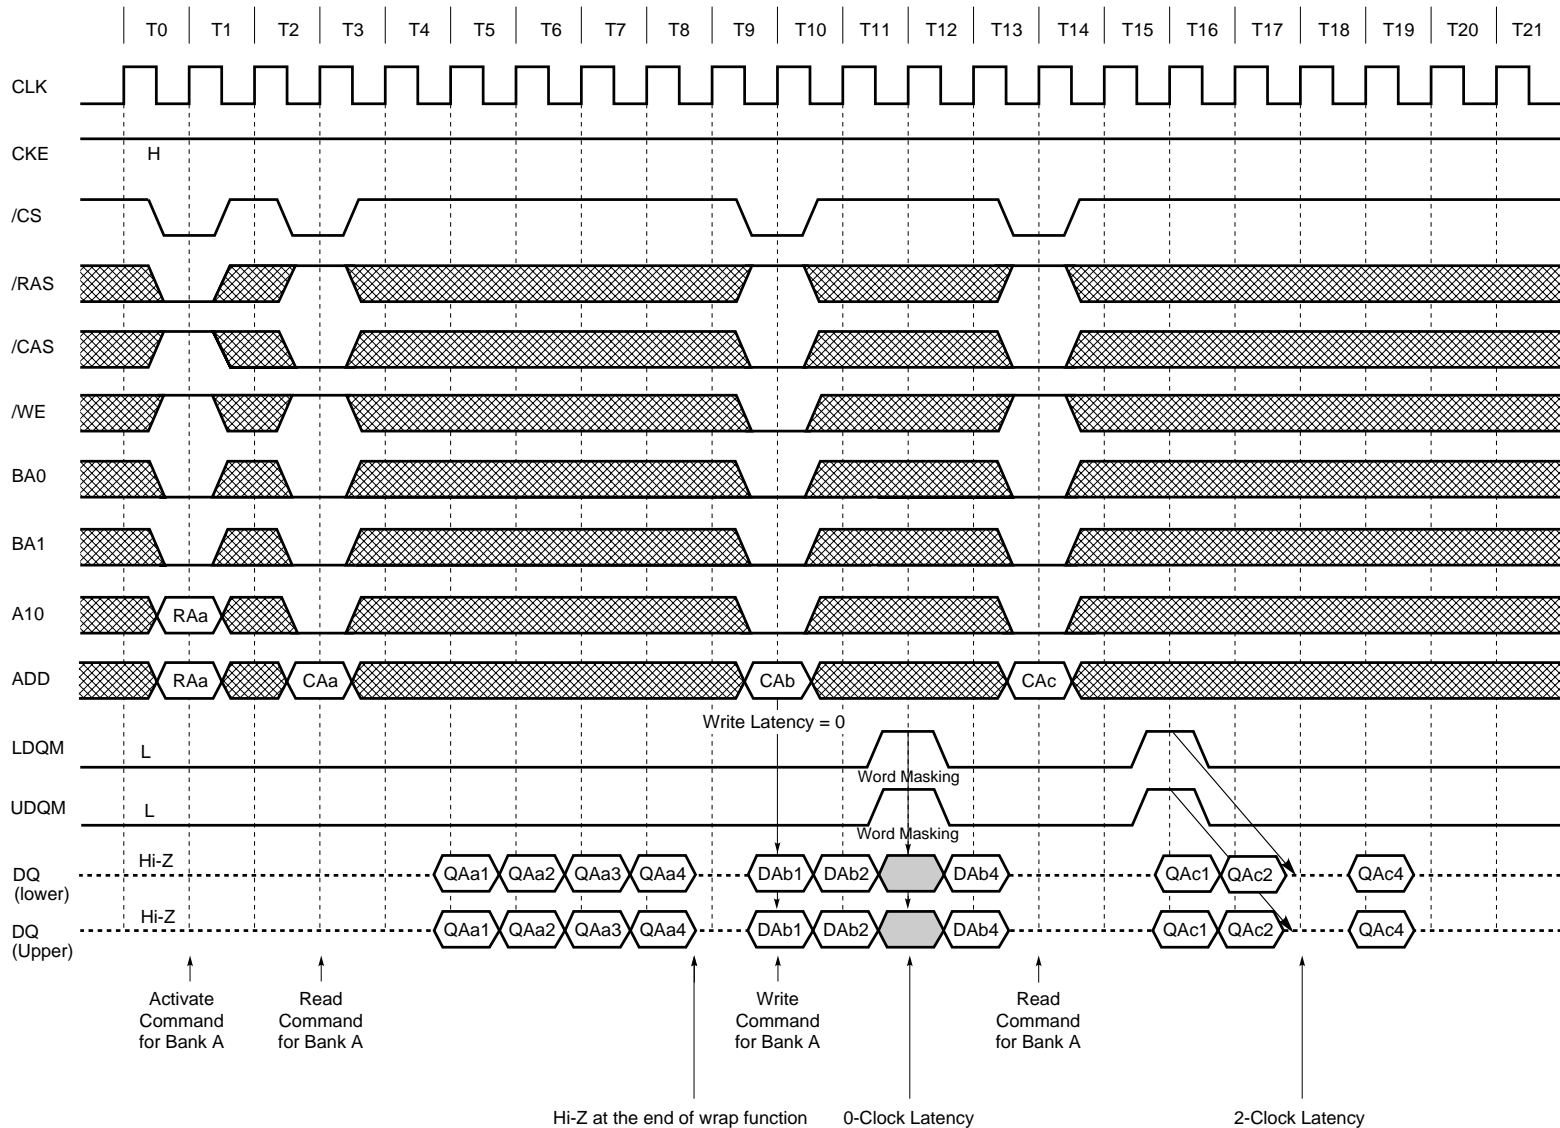 T0 T1 T2 T3 T4 T5 T6 T7 T8 T9 T10 T11 T12 T13 T14 T15 T16 T17 T18 T19 T20 T21
CLK
CKE H
/CS
/RAS
/CAS
/WE
BA0
BA1
A10 RAa
ADD RAa CAa CAb CAc
Write Latency = 0
LDQM L
Word Masking
UDQM L
Word Masking
Hi-Z
DQ QAa1 QAa2 QAa3 QAa4 DAb1 DAb2 DAb4 QAc1 QAc2 QAc4
(lower)
Hi-Z
DQ QAa1 QAa2 QAa3 QAa4 DAb1 DAb2 DAb4 QAc1 QAc2 QAc4
(Upper)
Activate Read Write Read
Command Command Command Command
for Bank A for Bank A for Bank A for Bank A
Hi-Z at the end of wrap function 0-Clock Latency 2-Clock Latency